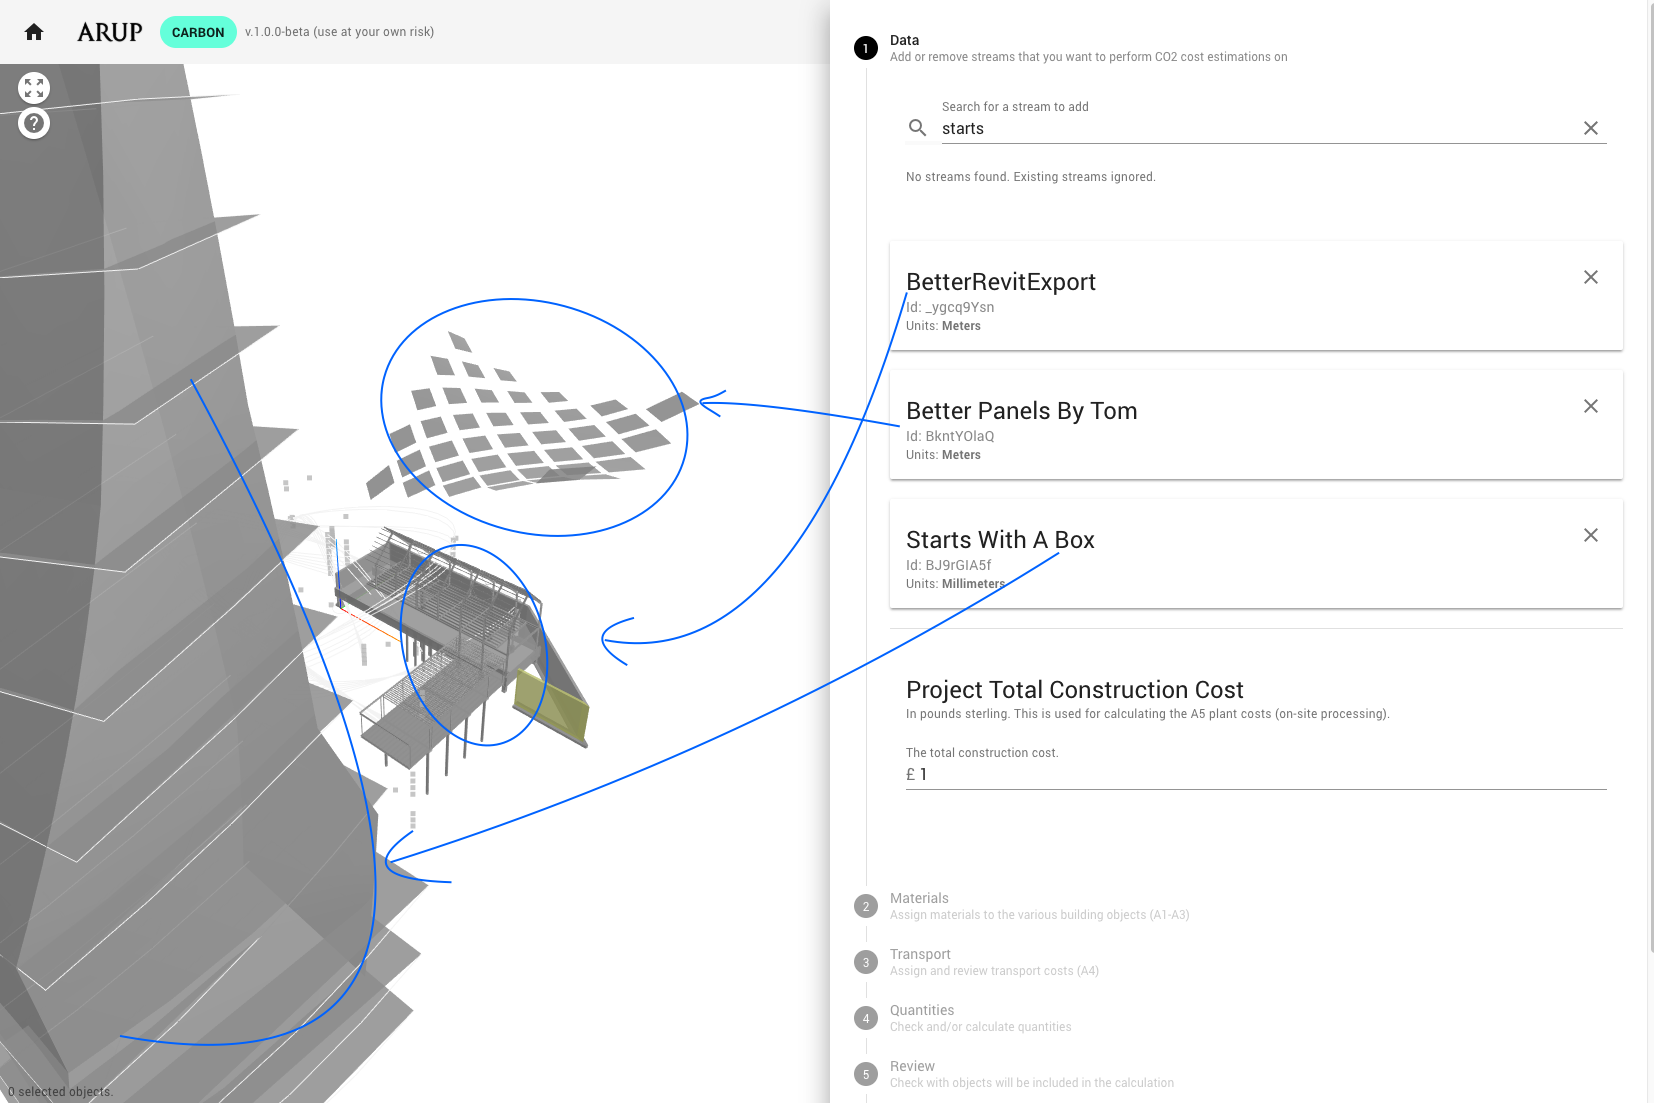 ARUP
CARBON
v.1.0.0-beta (use at your own risk)
?
0 selected objects.
1
Data
Add or remove streams that you want to perform CO2 cost estimations on
Search for a stream to add
starts
No streams found. Existing streams ignored.
BetterRevitExport
Id: _ygcq9Ysn
Units: Meters
Better Panels By Tom
Id: BkntYOlaQ
Units: Meters
Starts With A Box
Id: BJ9rGIA5f
Units: Millimeters
Project Total Construction Cost
In pounds sterling. This is used for calculating the A5 plant costs (on-site processing).
The total construction cost.
£ 1
2
Materials
Assign materials to the various building objects (A1-A3)
3
Transport
Assign and review transport costs (A4)
4
Quantities
Check and/or calculate quantities
5
Review
Check with objects will be included in the calculation